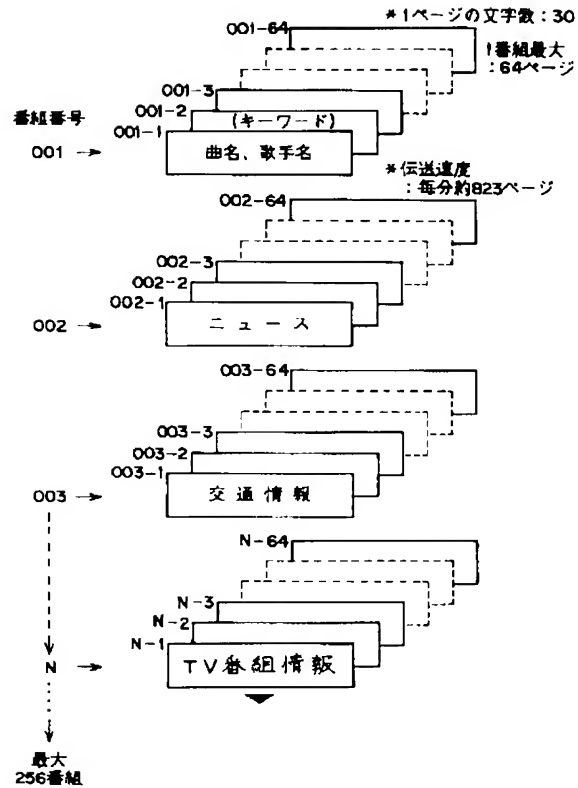 *1ページの文字数:30
001-64
1番組最大
:64ページ
001-3
001-2
(キーワード)
番組番号
001-1
001 →
曲名、歌手名
*伝送速度
:毎分約823ページ
002-64
002-3
002-2
002-1
002 →
ニュース
003-64
003-3
003-2
003-1
003 →
交通情報
N-64
N-3
N-2
N-1
N →
TV番組情報
最大
256番組